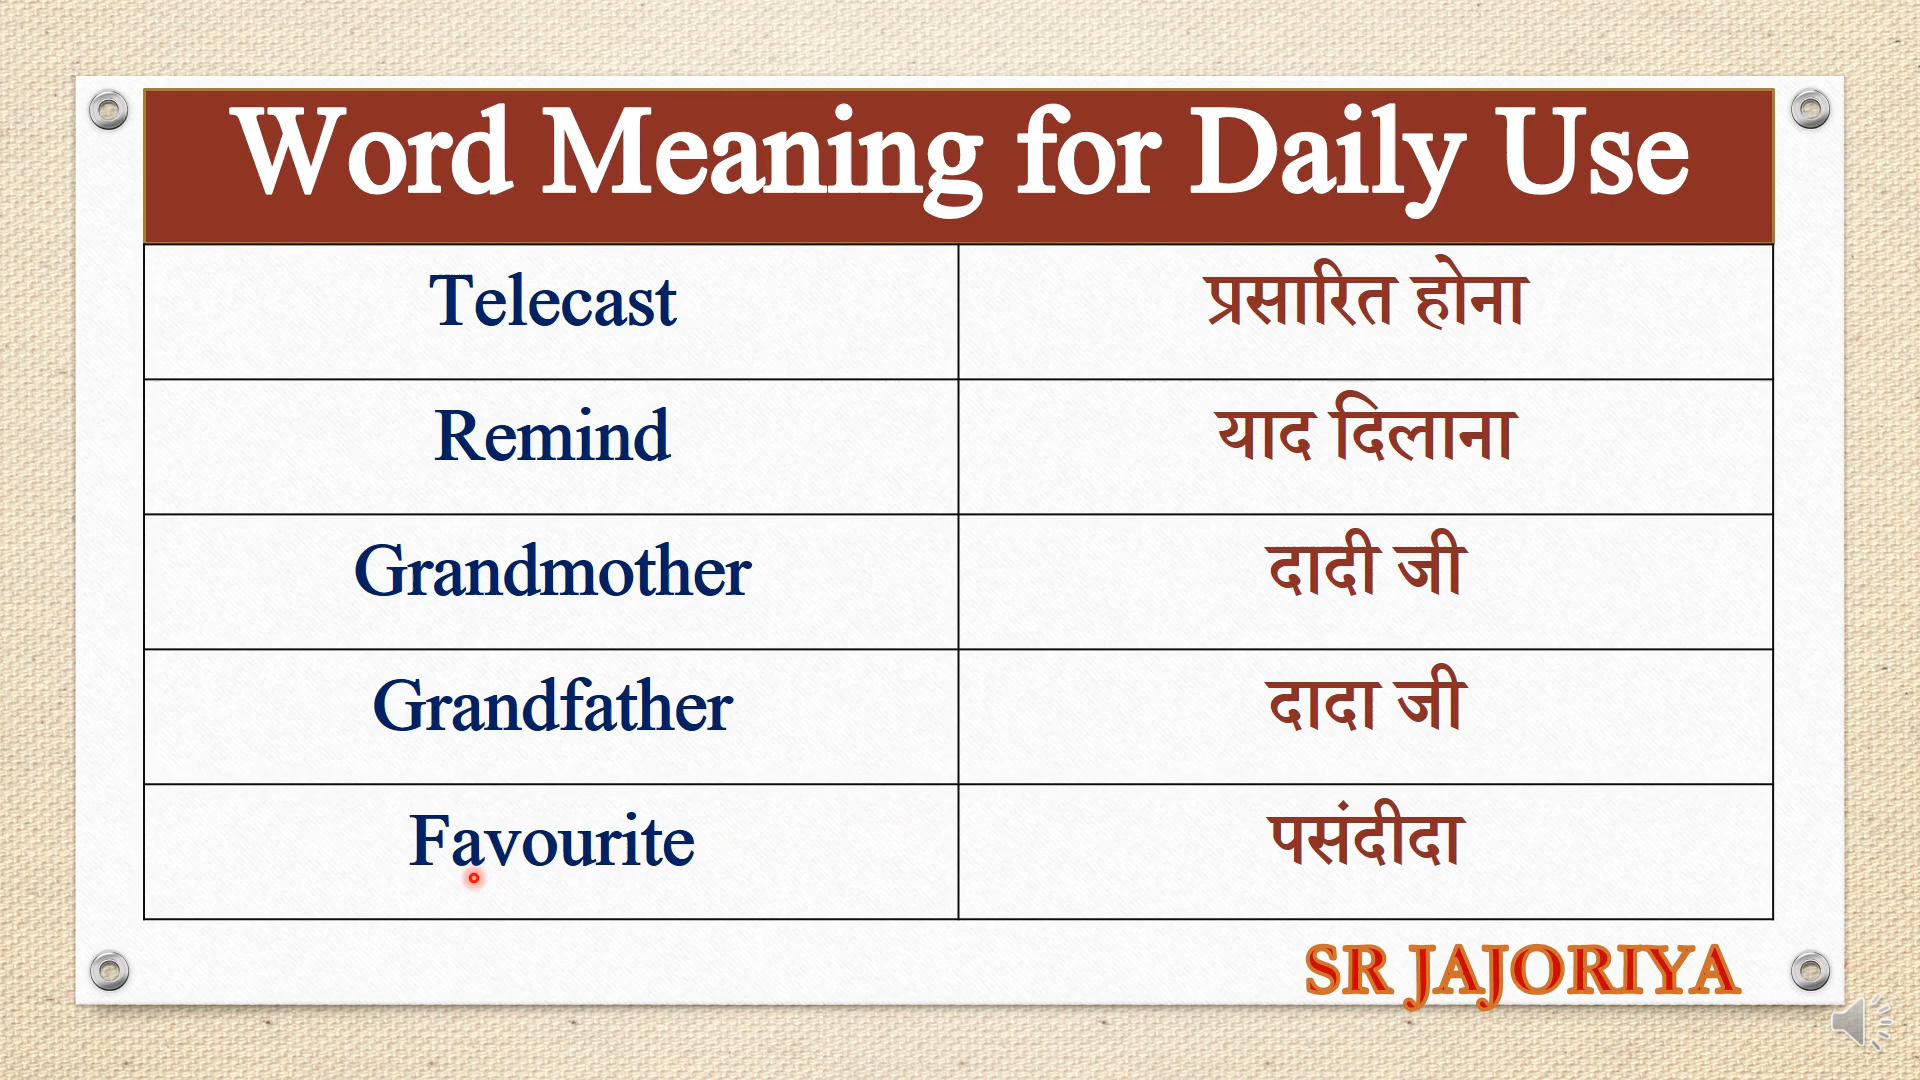 Word Meaning for Daily Use
Telecast प्रसारित होना
Remind याद दिलाना
Grandmother दादी जी
Grandfather दादा जी
Favourite पसंदीदा
SR JAJORIYA